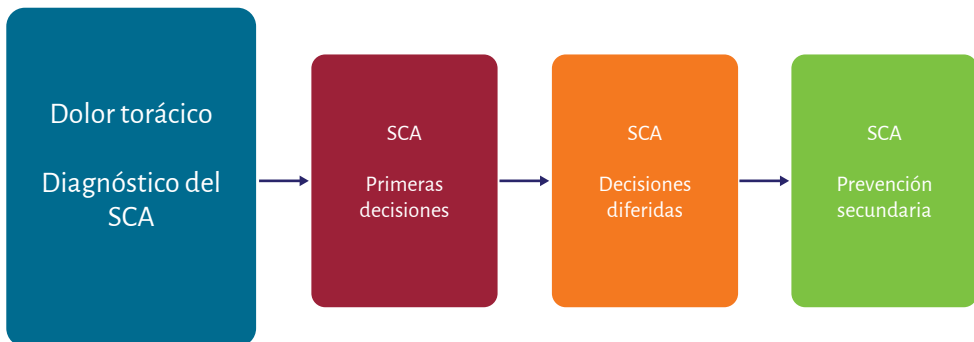 Dolor torácico
Diagnóstico del
SCA
SCA
Primeras
decisiones
SCA
Decisiones
diferidas
SCA
Prevención
secundaria